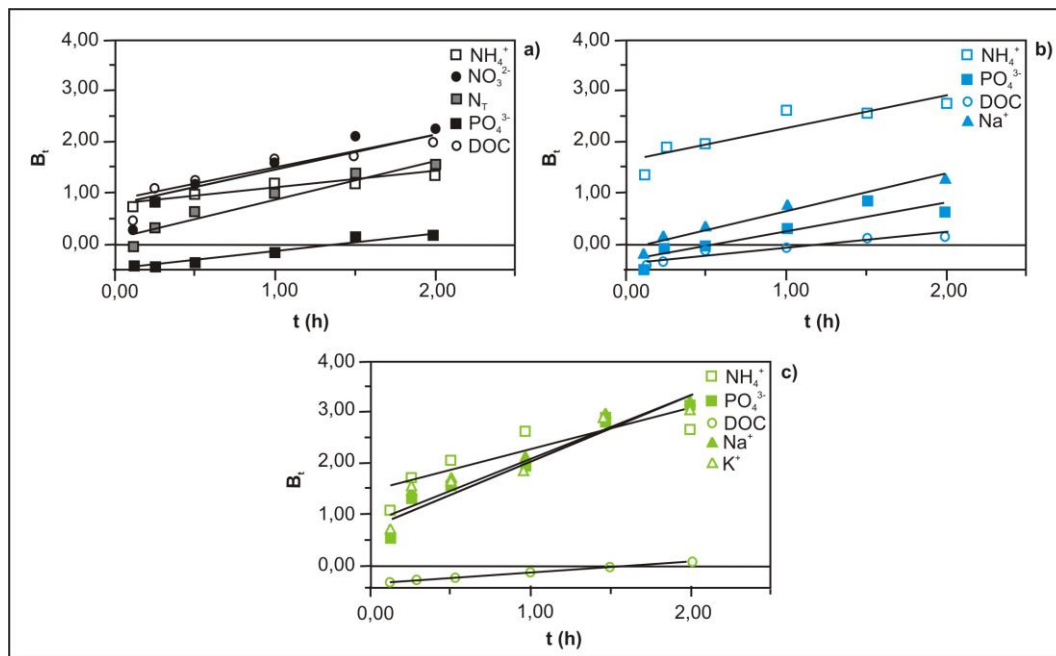 a)
4,00
3,00
2,00
1,00
0,00
Bₜ
NH₄⁺
NO₃²⁻
N_T
PO₄³⁻
DOC
0,00 1,00 2,00
t (h)
b)
4,00
3,00
2,00
1,00
0,00
Bₜ
NH₄⁺
PO₄³⁻
DOC
Na⁺
0,00 1,00 2,00
t (h)
c)
4,00
3,00
2,00
1,00
0,00
Bₜ
NH₄⁺
PO₄³⁻
DOC
Na⁺
K⁺
0,00 1,00 2,00
t (h)